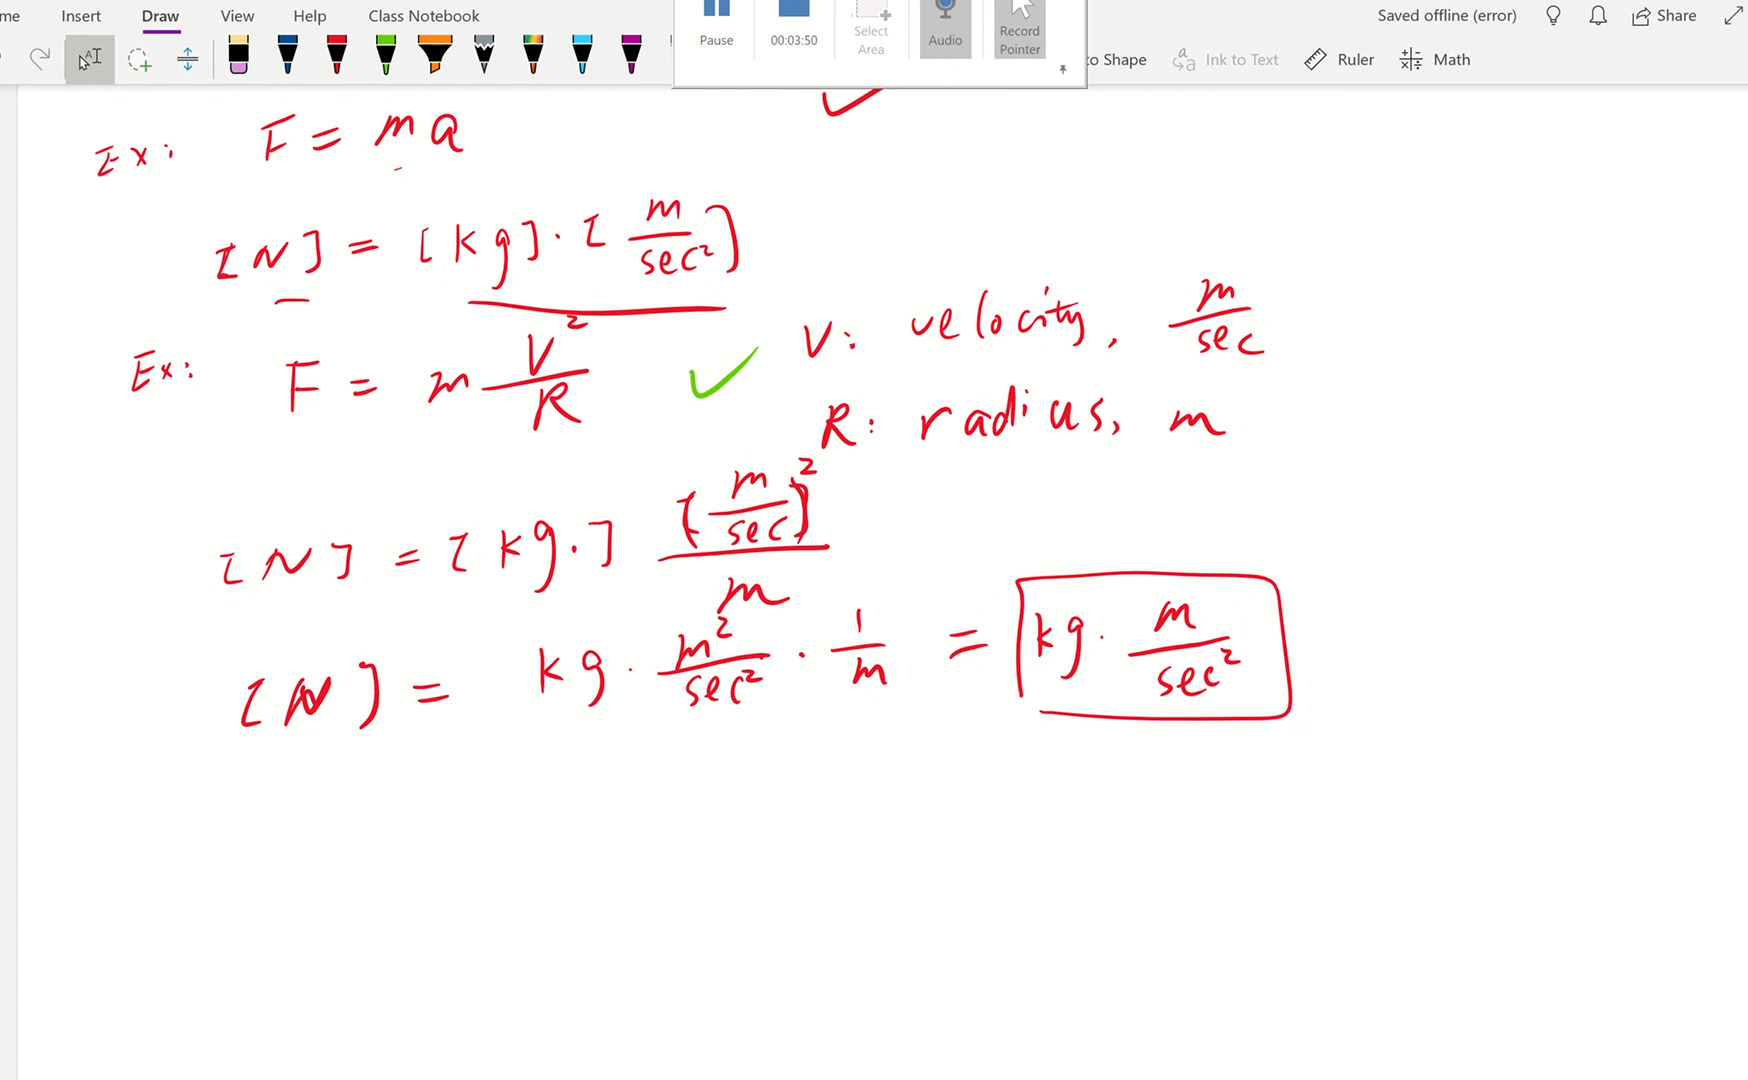 me Insert Draw View Help Class Notebook
Saved offline (error) Share
Pause 00:03:50 Select Area Audio Record Pointer
to Shape Ink to Text Ruler Math
Ex: F = ma
[N] = [kg] · [m/sec²]
Ex: F = m V²/R
V: velocity, m/sec
R: radius, m
[N] = [kg·] (m/sec)²/m
[N] = kg · m²/sec² · 1/m = kg · m/sec²